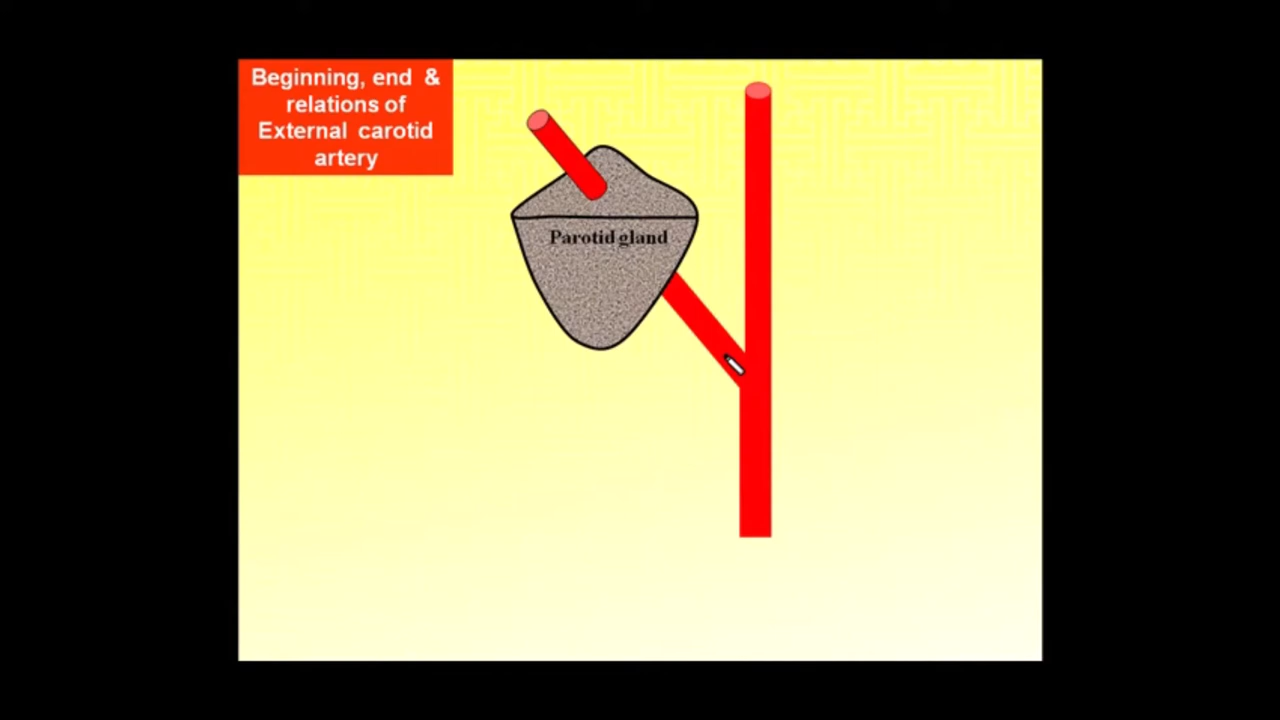 Beginning, end &
relations of
External carotid
artery
Parotid gland